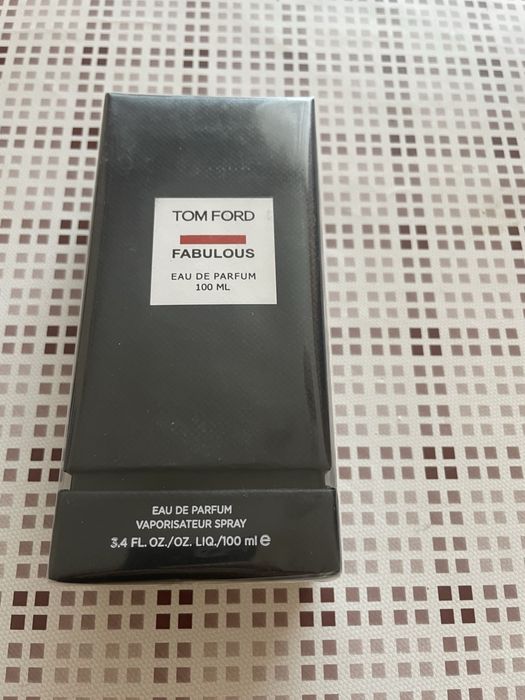 TOM FORD
FABULOUS
EAU DE PARFUM
100 ML
EAU DE PARFUM
VAPORISATEUR SPRAY
3.4 FL. OZ./OZ. LIQ./100 ml ℮